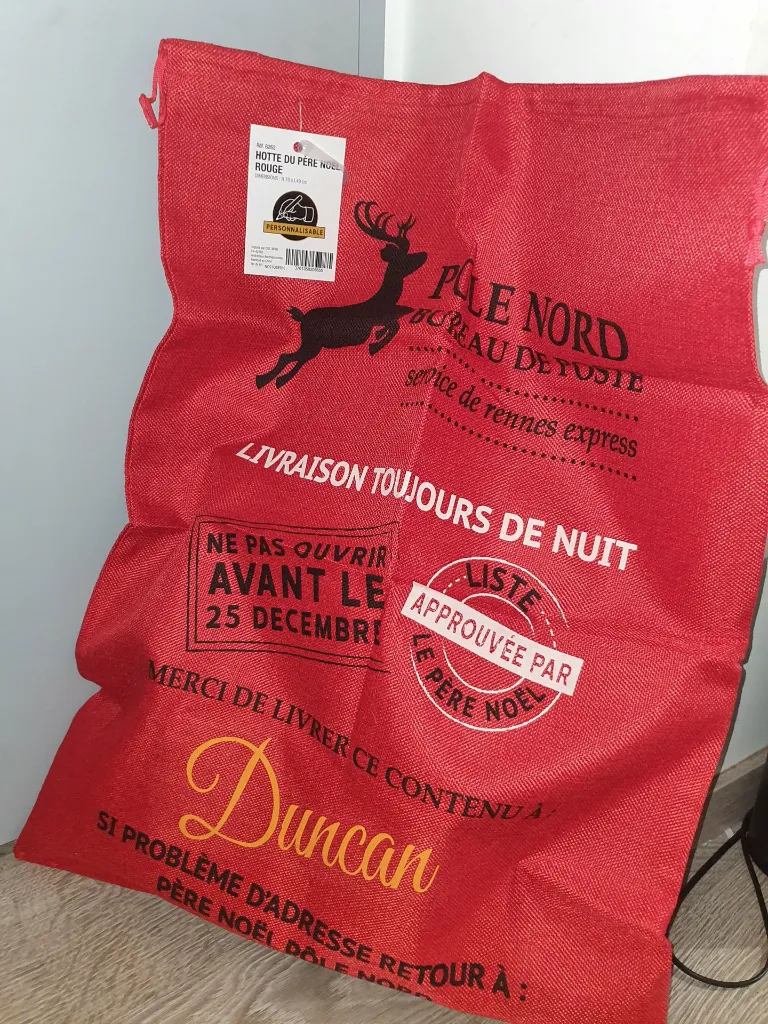 Réf. 6262
HOTTE DU PÈRE NOËL
ROUGE
PERSONNALISABLE
PÔLE NORD
BUREAU DE POSTE
service de rennes express
LIVRAISON TOUJOURS DE NUIT
NE PAS OUVRIR
AVANT LE
25 DECEMBRE
LISTE
APPROUVÉE PAR
LE PÈRE NOËL
MERCI DE LIVRER CE CONTENU À :
Duncan
SI PROBLÈME D'ADRESSE RETOUR À :
PÈRE NOËL PÔLE NORD